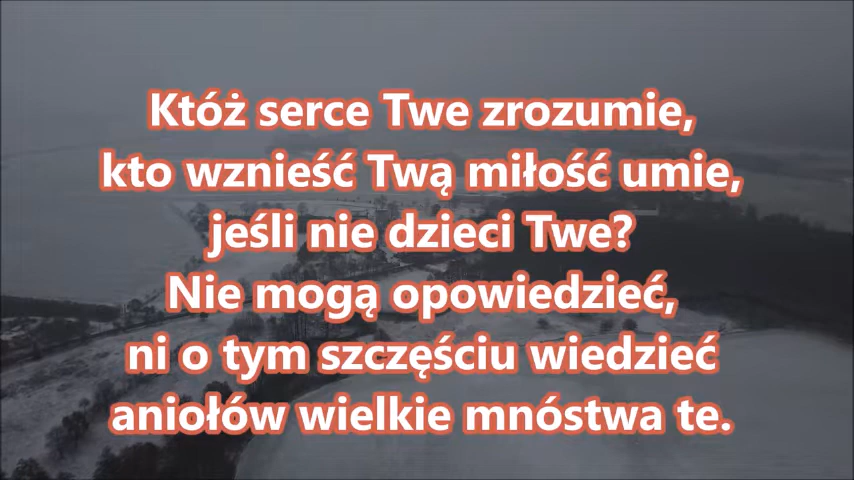 Któż serce Twe zrozumie,
kto wznieść Twą miłość umie,
jeśli nie dzieci Twe?
Nie mogą opowiedzieć,
ni o tym szczęściu wiedzieć
aniołów wielkie mnóstwa te.